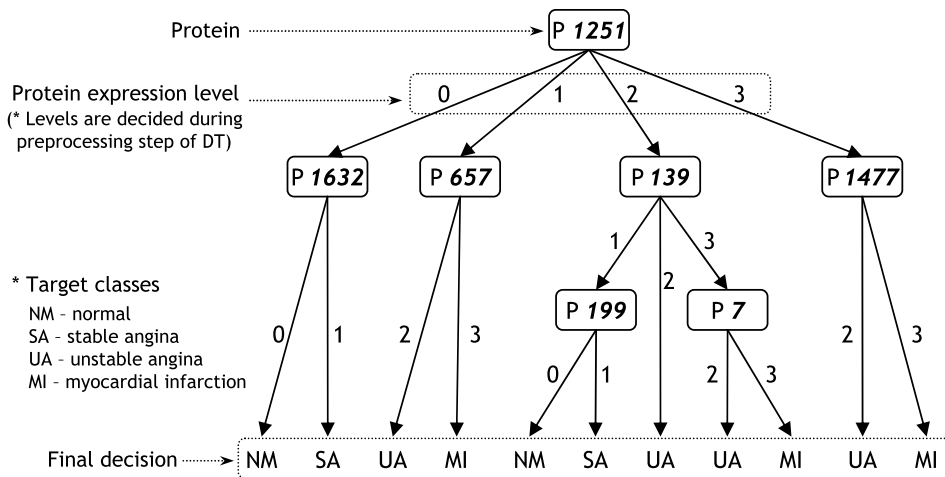 Protein
P 1251
Protein expression level
(* Levels are decided during
preprocessing step of DT)
0 1 2 3
P 1632 P 657 P 139 P 1477
1 2 3
P 199 P 7
* Target classes
NM – normal
SA – stable angina
UA – unstable angina
MI – myocardial infarction
0 1 2 3 2 3
0 1 2 3
Final decision NM SA UA MI NM SA UA UA MI UA MI